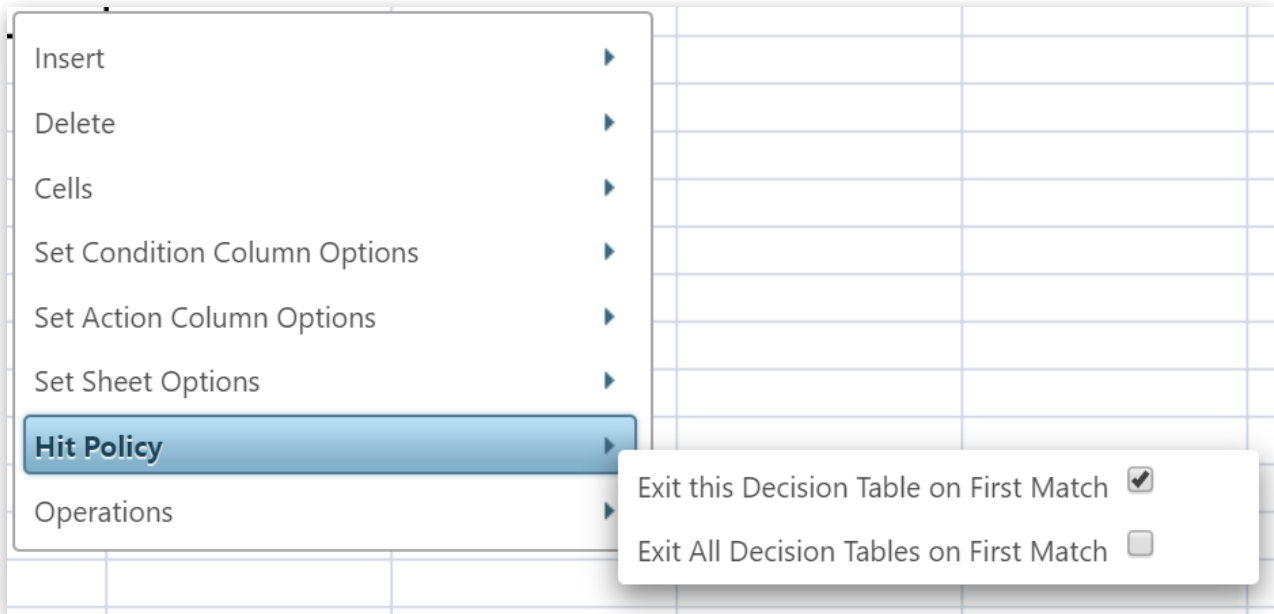 Insert
Delete
Cells
Set Condition Column Options
Set Action Column Options
Set Sheet Options
Hit Policy
Exit this Decision Table on First Match
Operations
Exit All Decision Tables on First Match